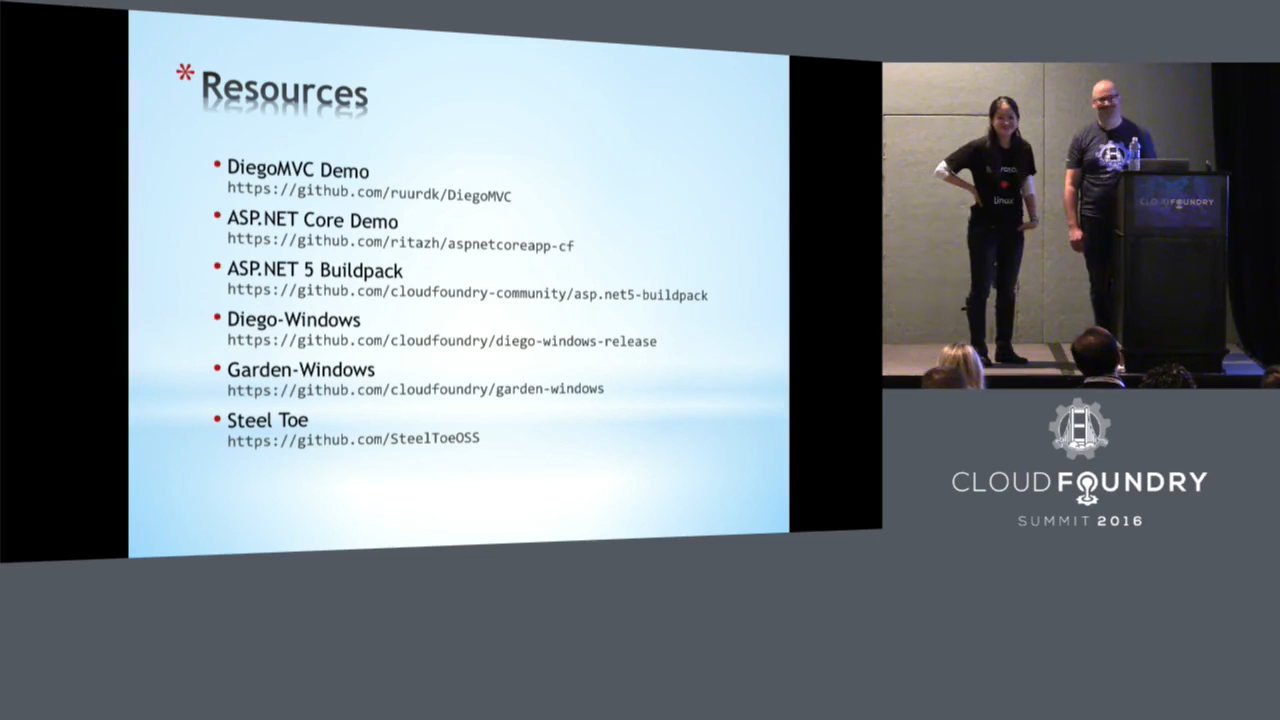 * Resources
• DiegoMVC Demo
https://github.com/ruurdk/DiegoMVC
• ASP.NET Core Demo
https://github.com/ritazh/aspnetcoreapp-cf
• ASP.NET 5 Buildpack
https://github.com/cloudfoundry-community/asp.net5-buildpack
• Diego-Windows
https://github.com/cloudfoundry/diego-windows-release
• Garden-Windows
https://github.com/cloudfoundry/garden-windows
• Steel Toe
https://github.com/SteelToeOSS
Linux
CLOUD FOUNDRY
CLOUD FOUNDRY
SUMMIT 2016